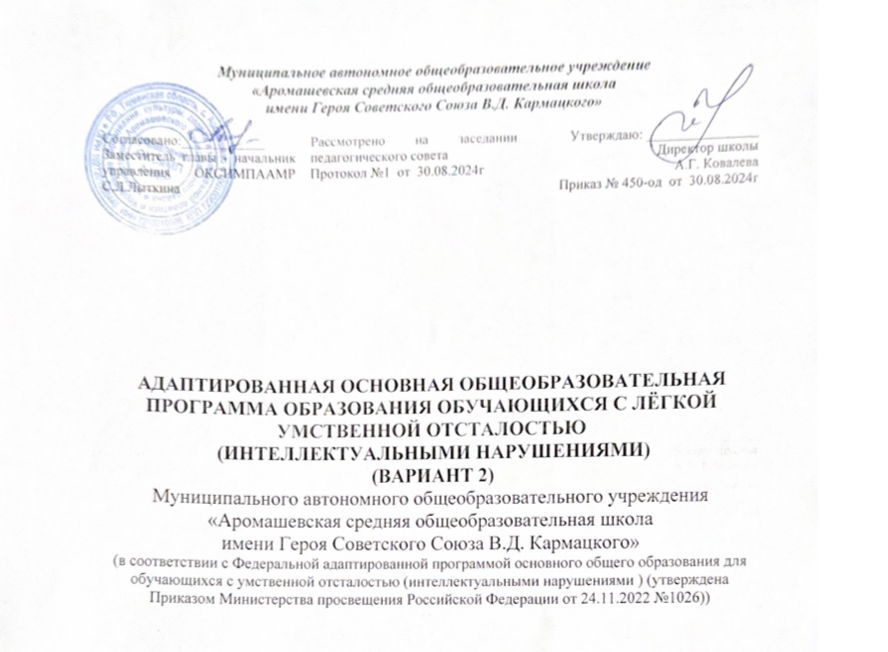 Муниципальное автономное общеобразовательное учреждение
«Аромашевская средняя общеобразовательная школа
имени Героя Советского Союза В.Д. Кармацкого»
Согласовано:
Заместитель главы - начальник
управления ОКСИМПААМР
С.Л.Лыткина
Рассмотрено на заседании
педагогического совета
Протокол №1 от 30.08.2024г
Утверждаю:
Директор школы
А.Г. Ковалева
Приказ № 450-од от 30.08.2024г
АДАПТИРОВАННАЯ ОСНОВНАЯ ОБЩЕОБРАЗОВАТЕЛЬНАЯ
ПРОГРАММА ОБРАЗОВАНИЯ ОБУЧАЮЩИХСЯ С ЛЁГКОЙ
УМСТВЕННОЙ ОТСТАЛОСТЬЮ
(ИНТЕЛЛЕКТУАЛЬНЫМИ НАРУШЕНИЯМИ)
(ВАРИАНТ 2)
Муниципального автономного общеобразовательного учреждения
«Аромашевская средняя общеобразовательная школа
имени Героя Советского Союза В.Д. Кармацкого»
(в соответствии с Федеральной адаптированной программой основного общего образования для
обучающихся с умственной отсталостью (интеллектуальными нарушениями ) (утверждена
Приказом Министерства просвещения Российской Федерации от 24.11.2022 №1026))